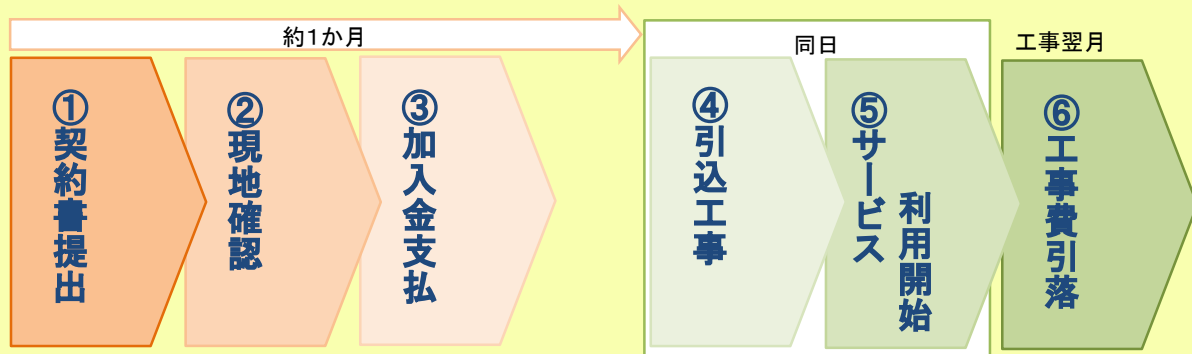 約1か月
同日
工事翌月
①契約書提出
②現地確認
③加入金支払
④引込工事
⑤サービス
利用開始
⑥工事費引落